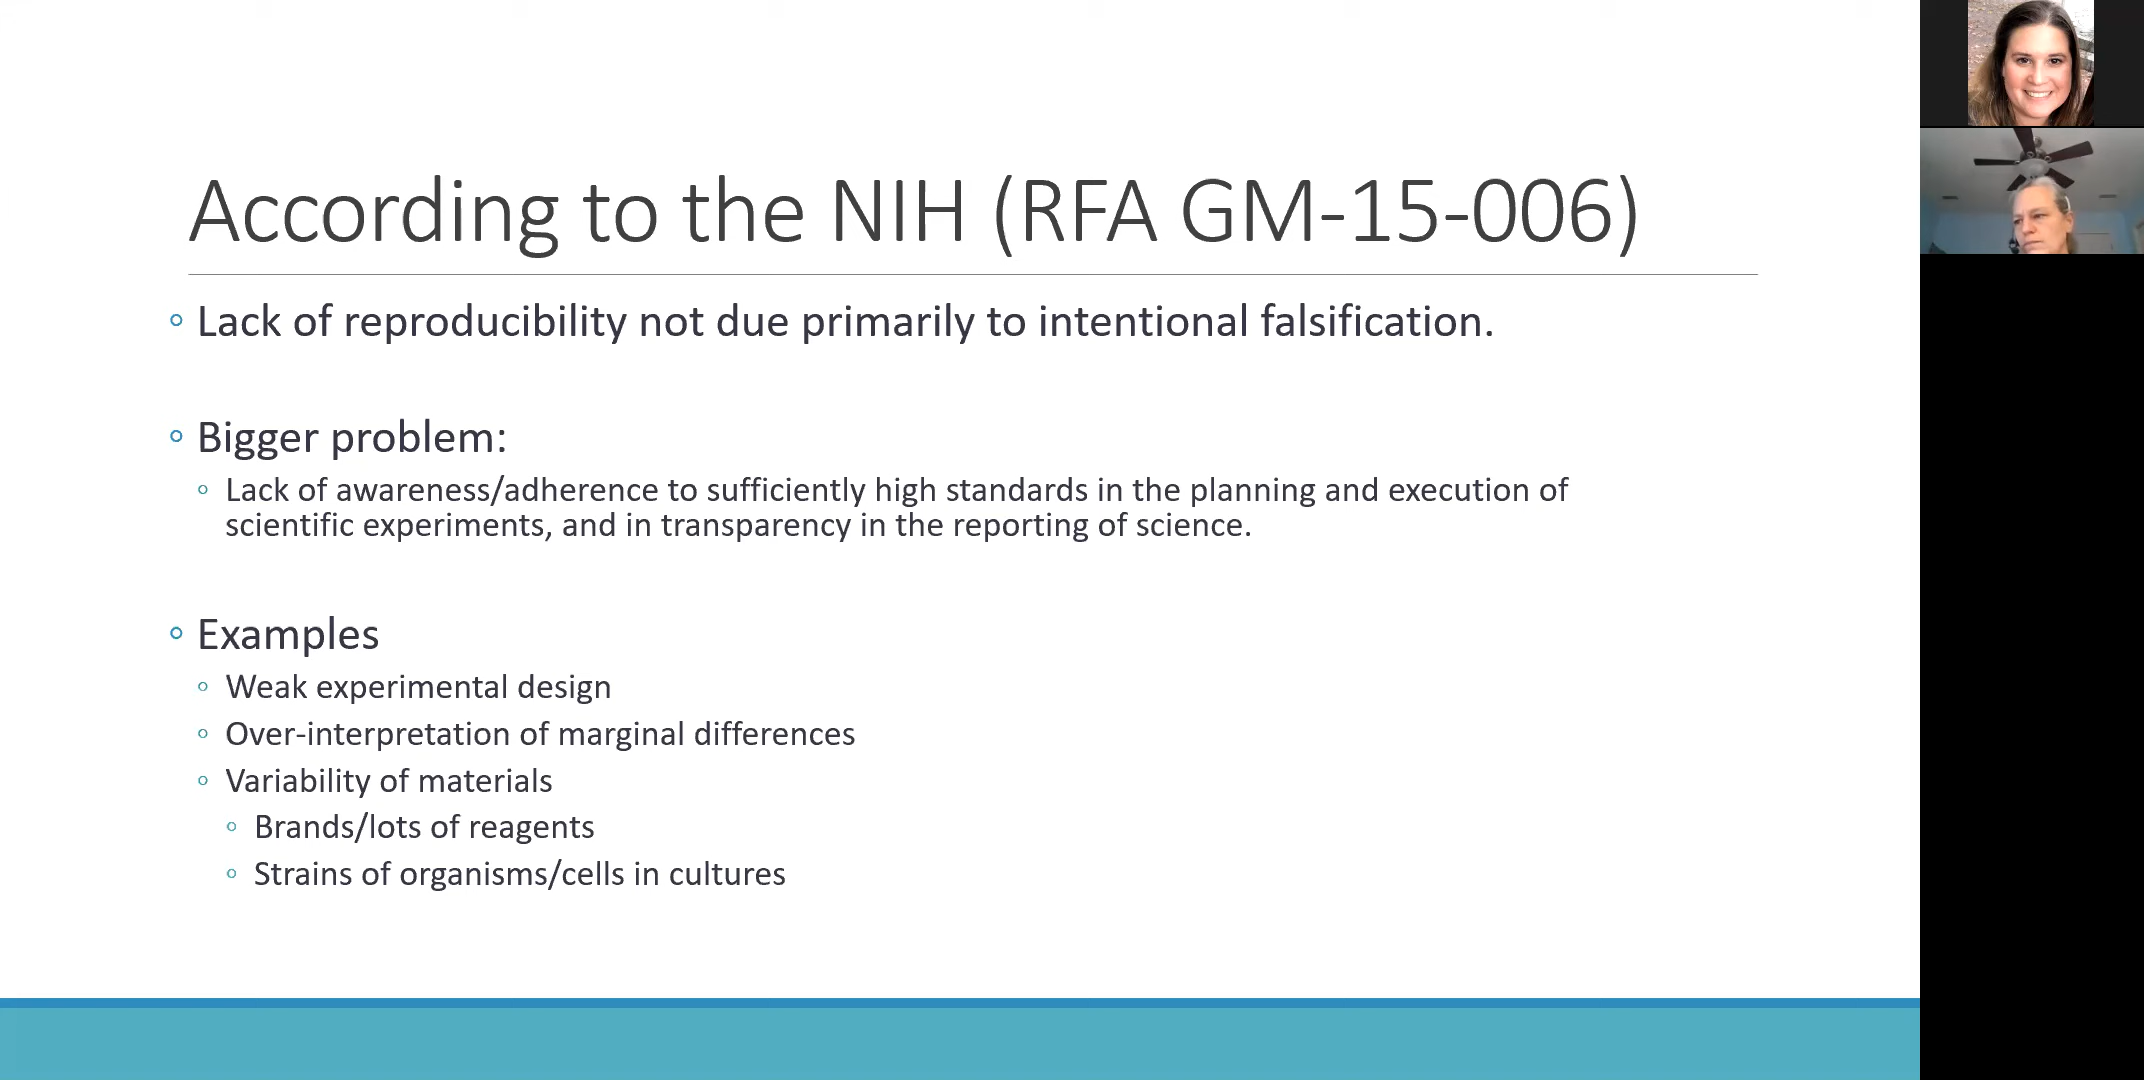 According to the NIH (RFA GM-15-006)
Lack of reproducibility not due primarily to intentional falsification.
Bigger problem:
Lack of awareness/adherence to sufficiently high standards in the planning and execution of
scientific experiments, and in transparency in the reporting of science.
Examples
Weak experimental design
Over-interpretation of marginal differences
Variability of materials
Brands/lots of reagents
Strains of organisms/cells in cultures